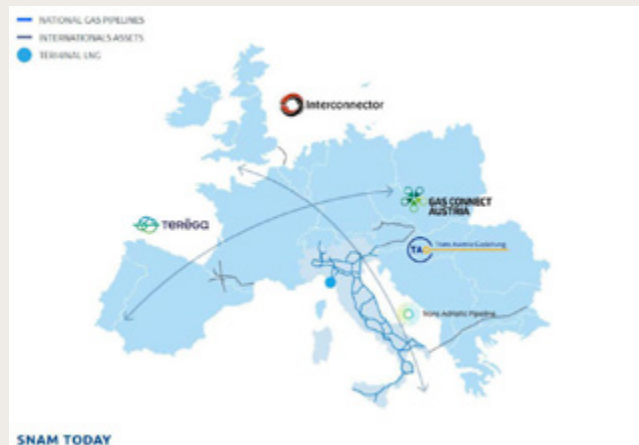 NATIONAL GAS PIPELINES
INTERNATIONALS ASSETS
TERMINAL LNG
Interconnector
GAS CONNECT
AUSTRIA
TERĒGA
TA
Trans Austria Gasleitung
Trans Adriatic Pipeline
SNAM TODAY